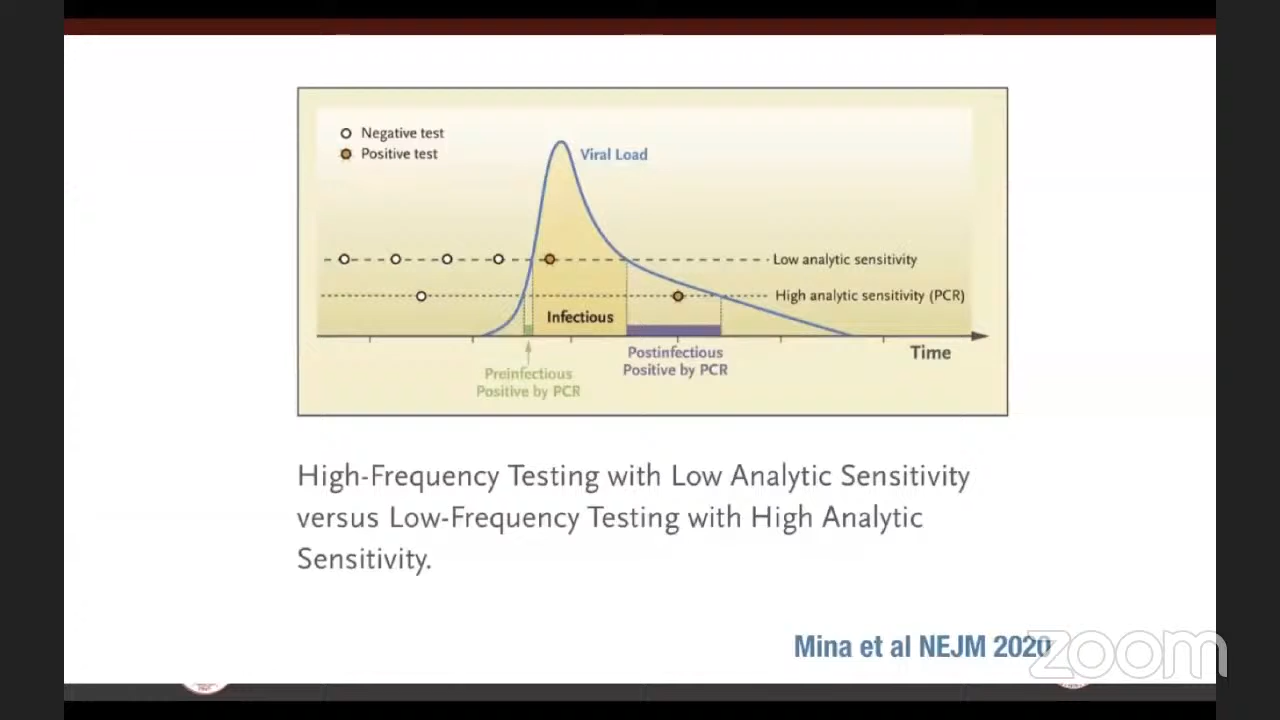 Negative test
Positive test
Viral Load
Low analytic sensitivity
High analytic sensitivity (PCR)
Infectious
Time
Postinfectious
Positive by PCR
Preinfectious
Positive by PCR
High-Frequency Testing with Low Analytic Sensitivity
versus Low-Frequency Testing with High Analytic
Sensitivity.
Mina et al NEJM 2020
zoom